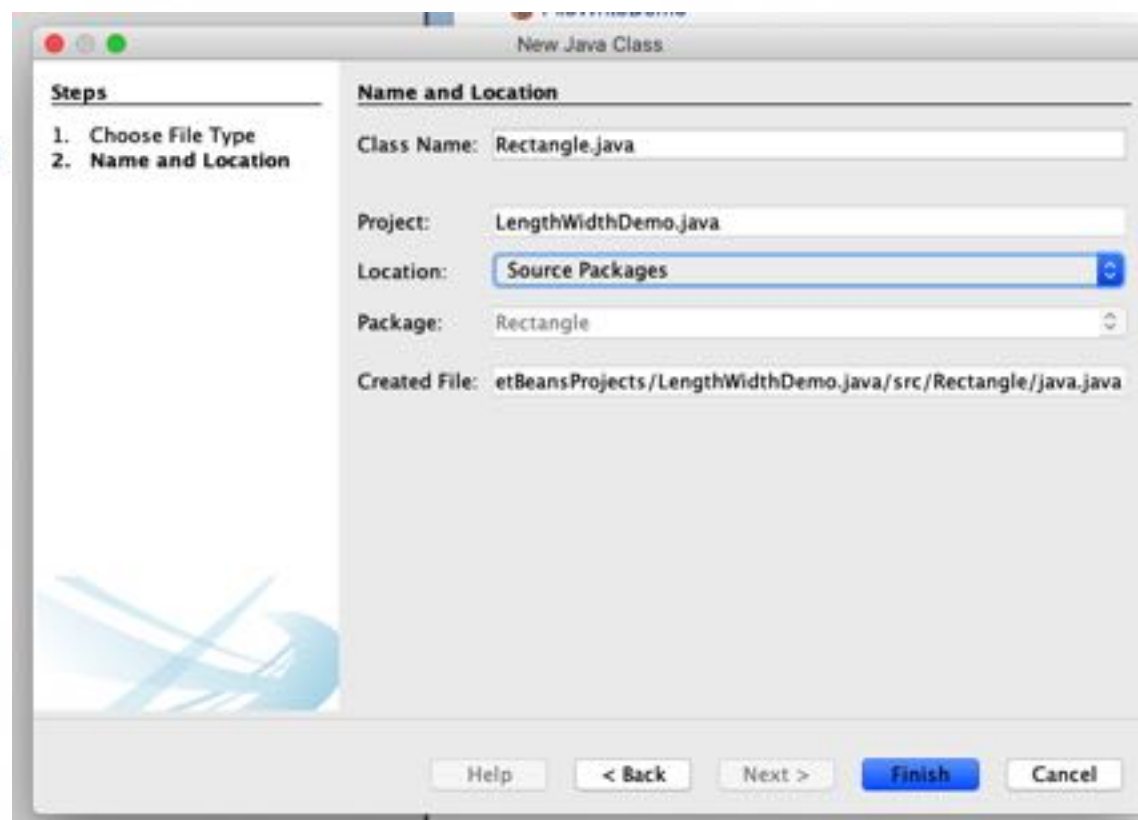 New Java Class
Steps
1. Choose File Type
2. Name and Location
Name and Location
Class Name: Rectangle.java
Project: LengthWidthDemo.java
Location: Source Packages
Package: Rectangle
Created File: etBeansProjects/LengthWidthDemo.java/src/Rectangle/java.java
Help < Back Next > Finish Cancel